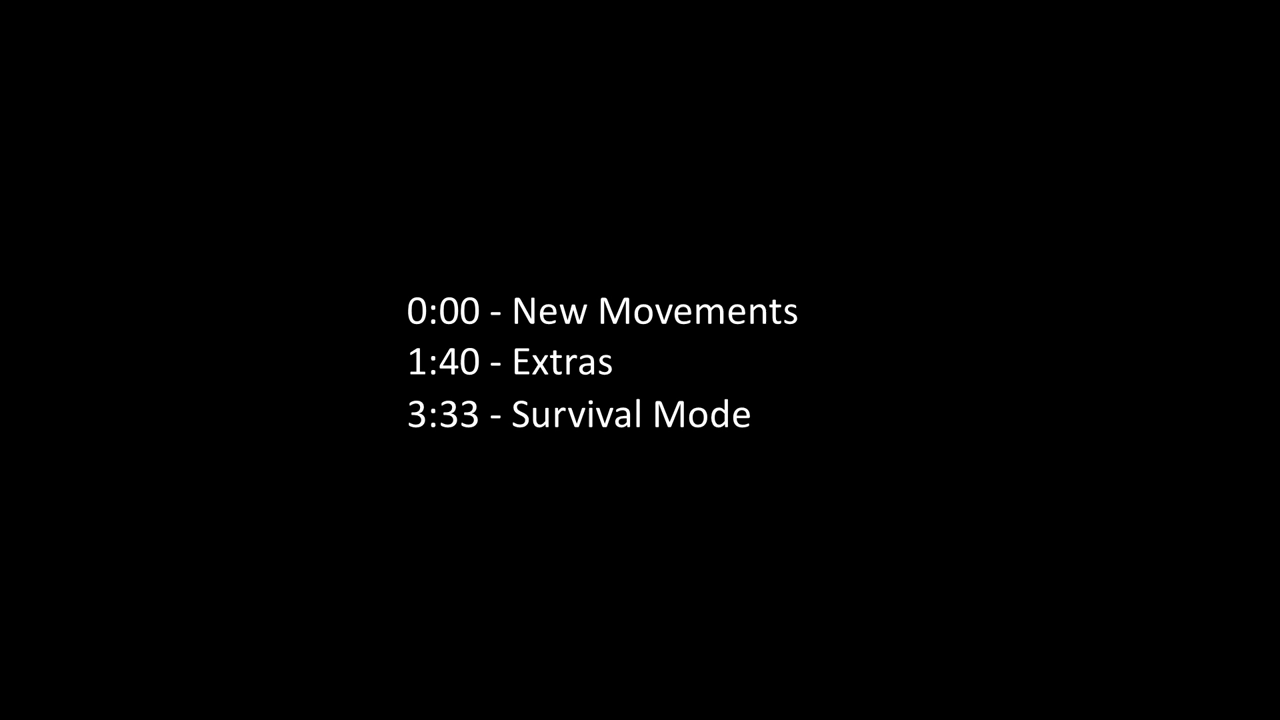 0:00 - New Movements
1:40 - Extras
3:33 - Survival Mode